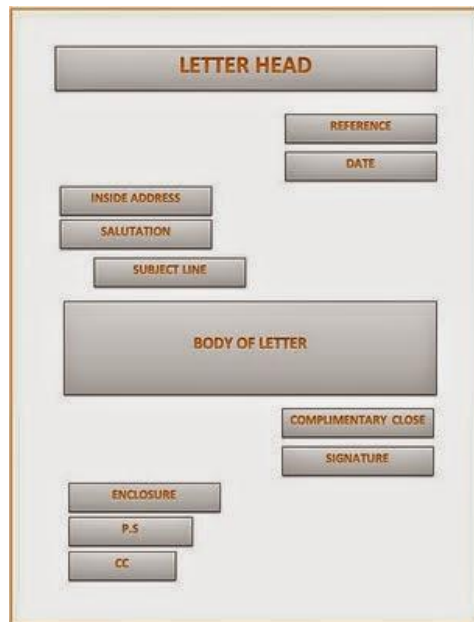 LETTER HEAD
REFERENCE
DATE
INSIDE ADDRESS
SALUTATION
SUBJECT LINE
BODY OF LETTER
COMPLIMENTARY CLOSE
SIGNATURE
ENCLOSURE
P.S
CC